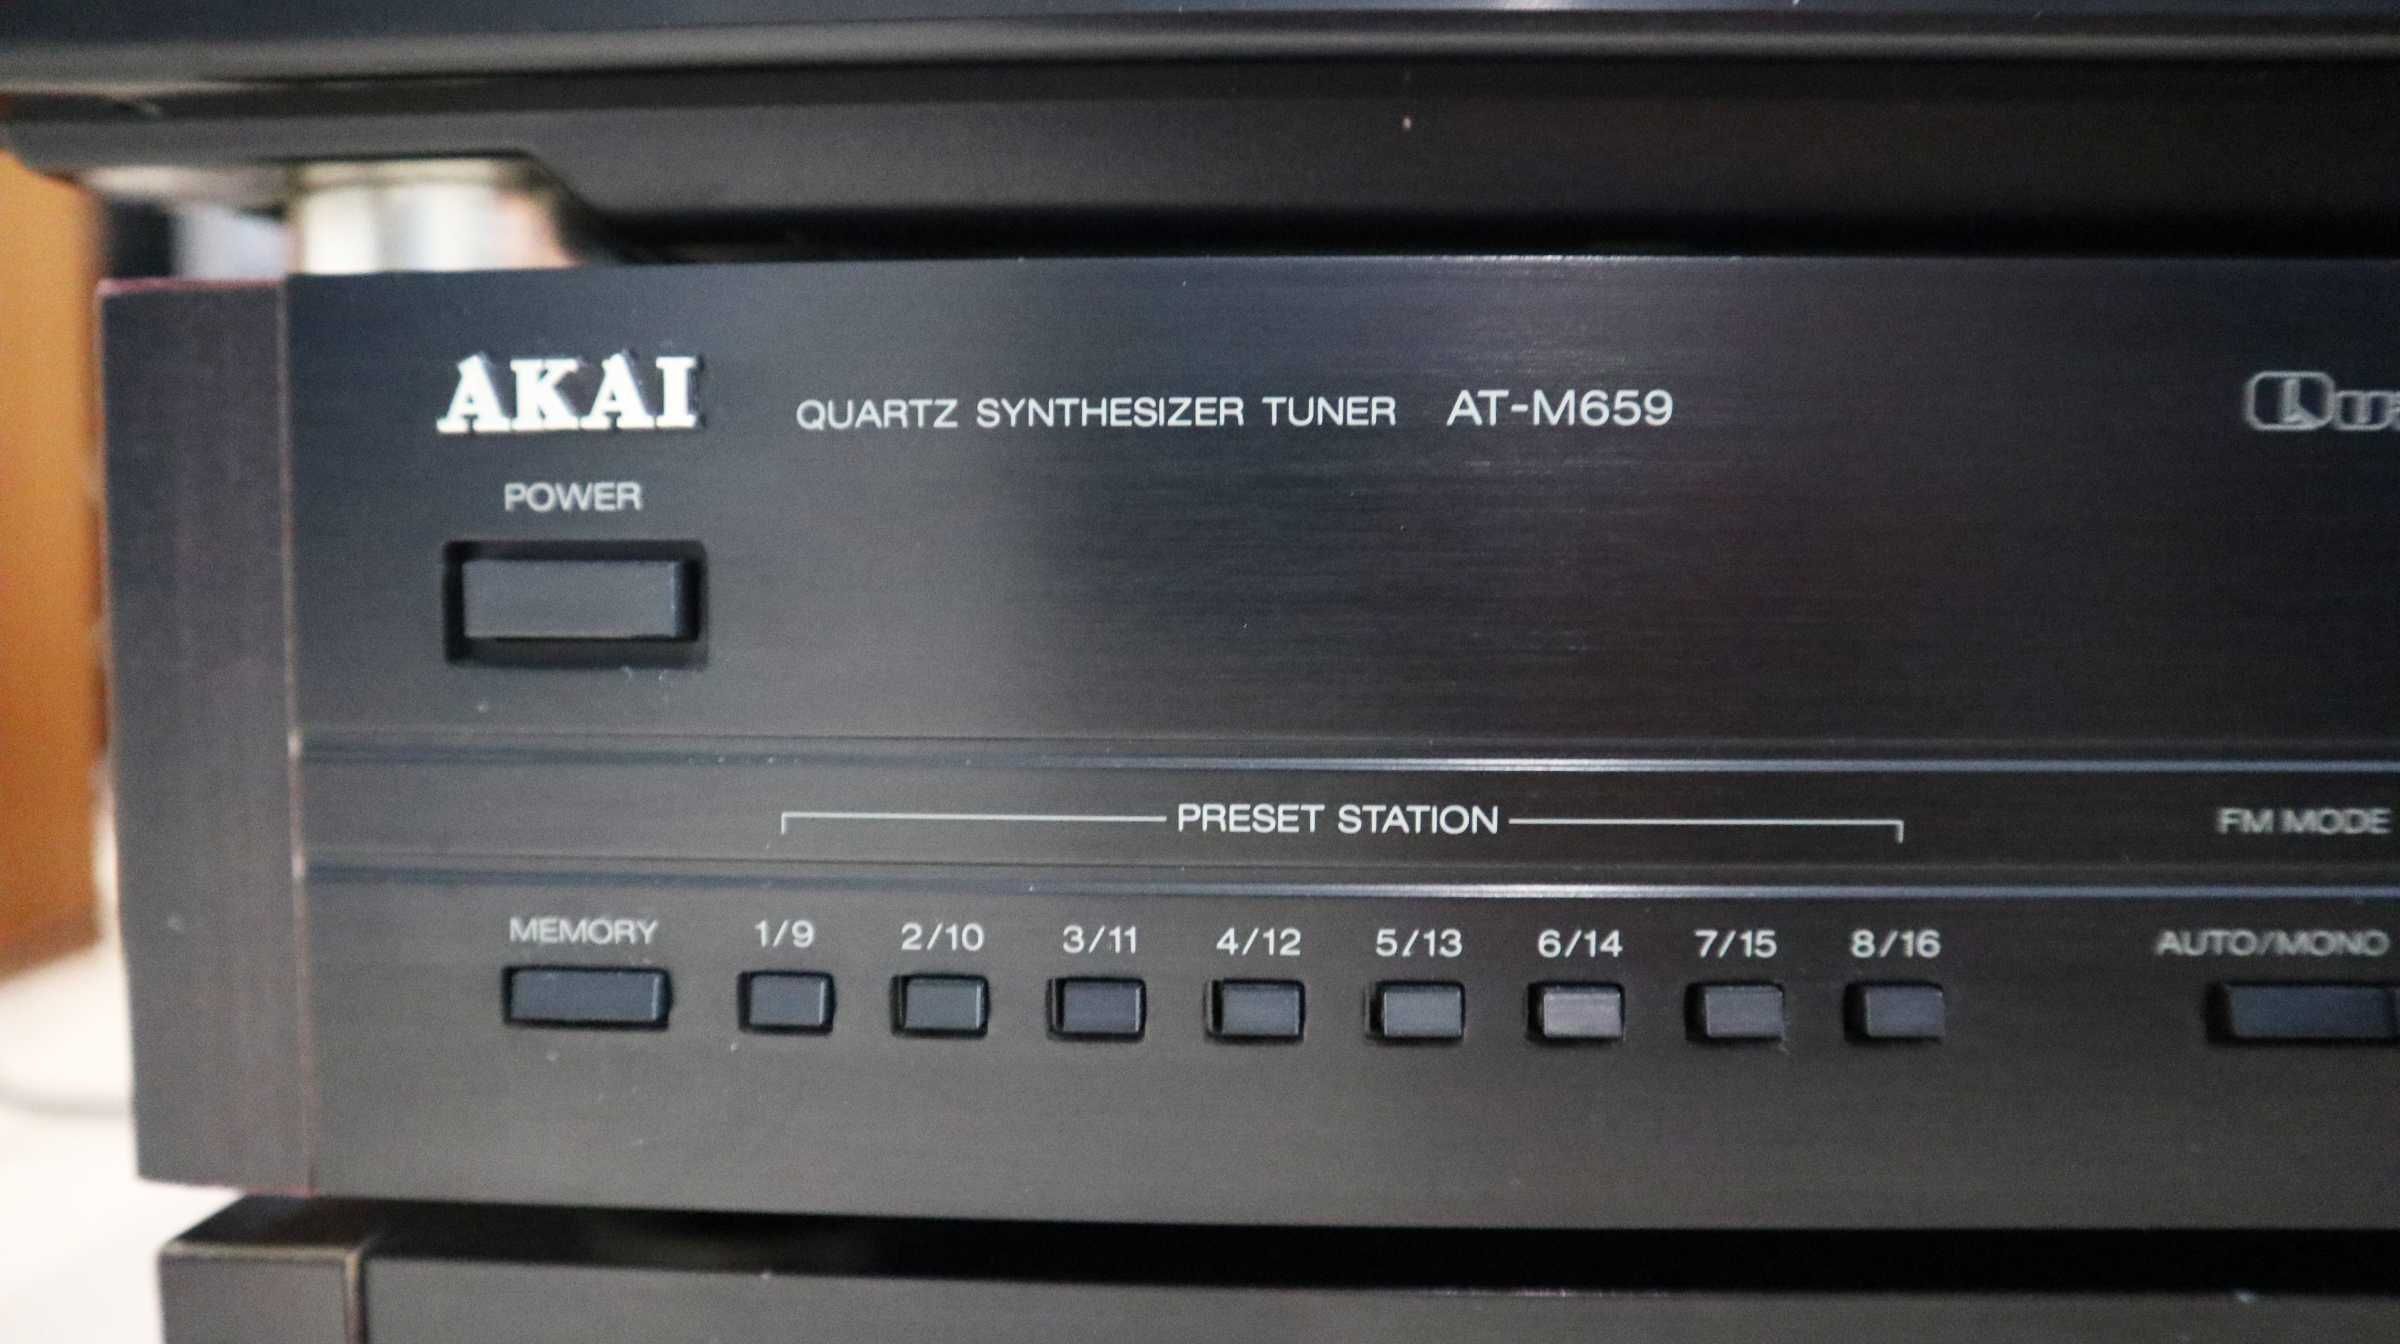 AKAI QUARTZ SYNTHESIZER TUNER AT-M659
POWER
PRESET STATION FM MODE
MEMORY 1/9 2/10 3/11 4/12 5/13 6/14 7/15 8/16 AUTO/MONO